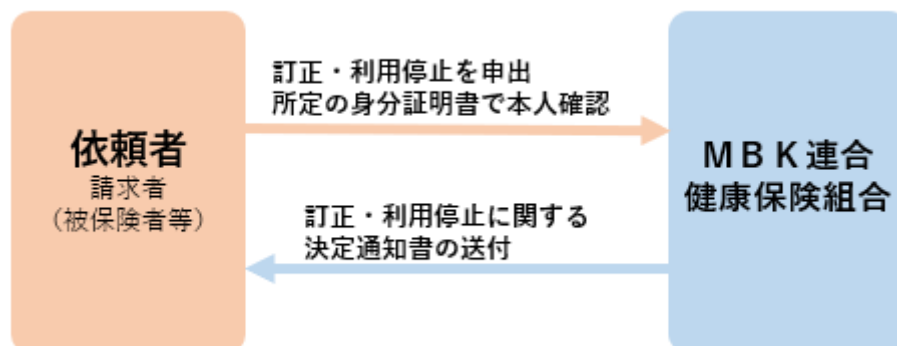 訂正・利用停止を申出
所定の身分証明書で本人確認
依頼者
請求者
（被保険者等）
ＭＢＫ連合
健康保険組合
訂正・利用停止に関する
決定通知書の送付